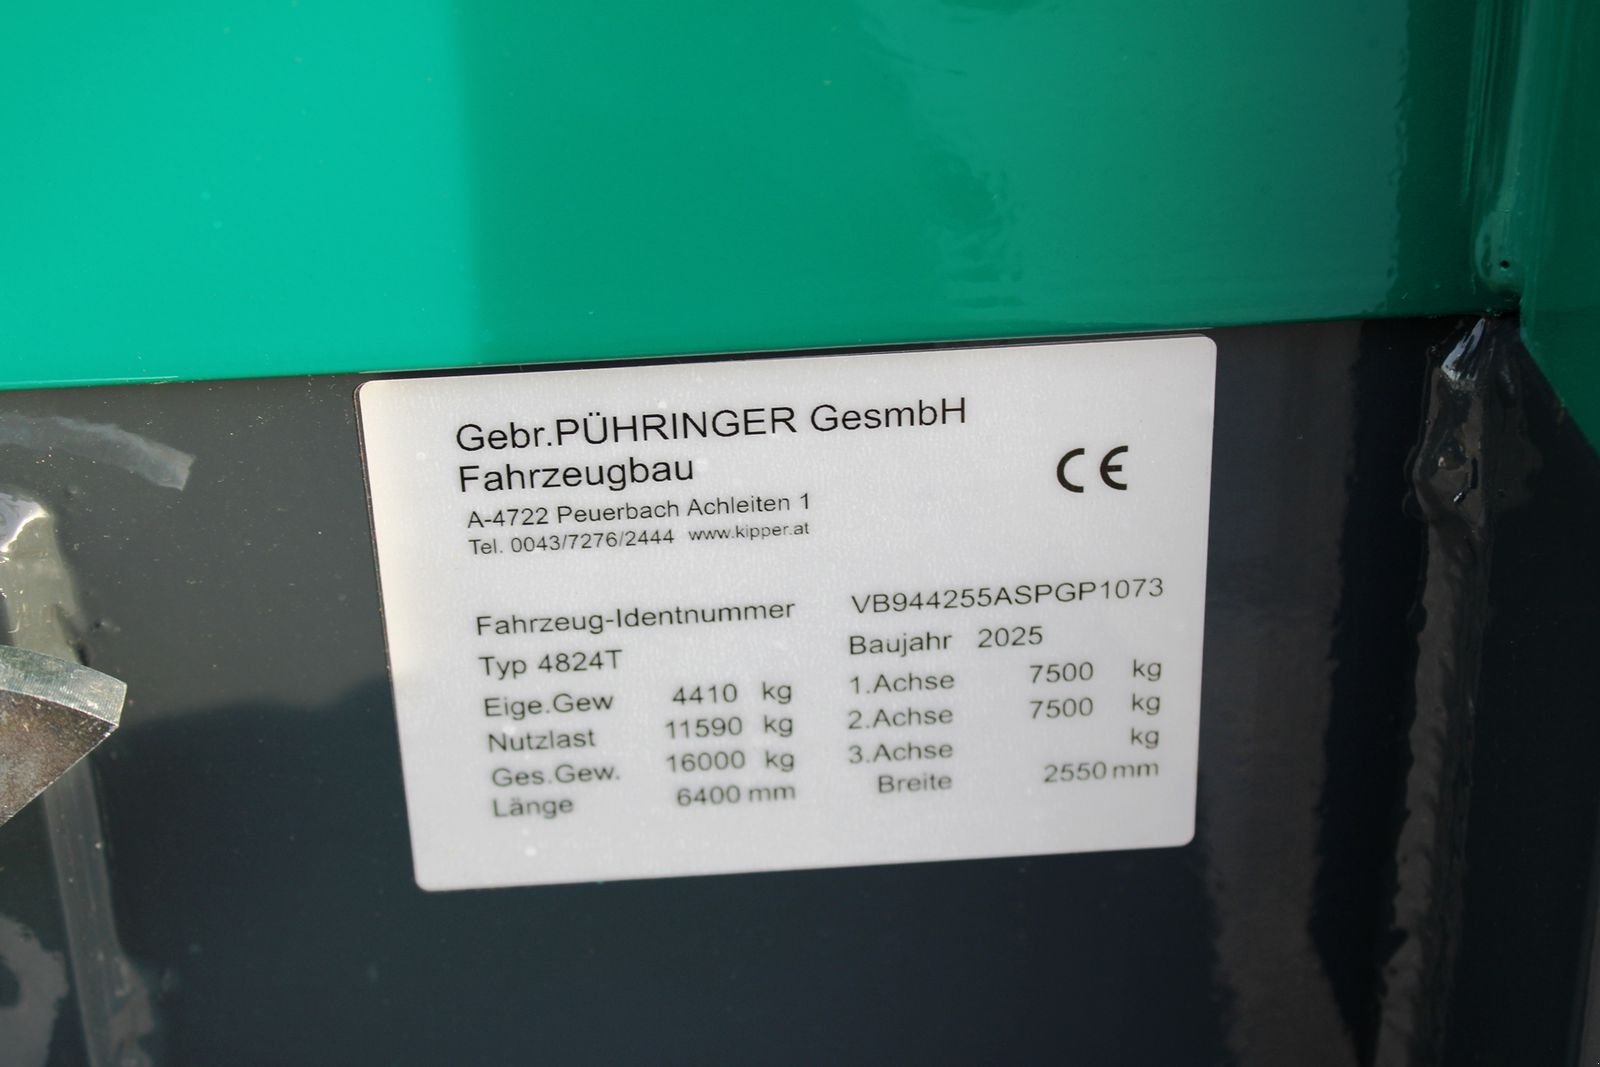 Gebr.PÜHRINGER GesmbH
Fahrzeugbau
CE
A-4722 Peuerbach Achleiten 1
Tel. 0043/7276/2444 www.kipper.at
Fahrzeug-Identnummer VB944255ASPGP1073
Typ 4824T Baujahr 2025
Eige.Gew 4410 kg 1.Achse 7500 kg
Nutzlast 11590 kg 2.Achse 7500 kg
Ges.Gew. 16000 kg 3.Achse kg
Länge 6400 mm Breite 2550 mm